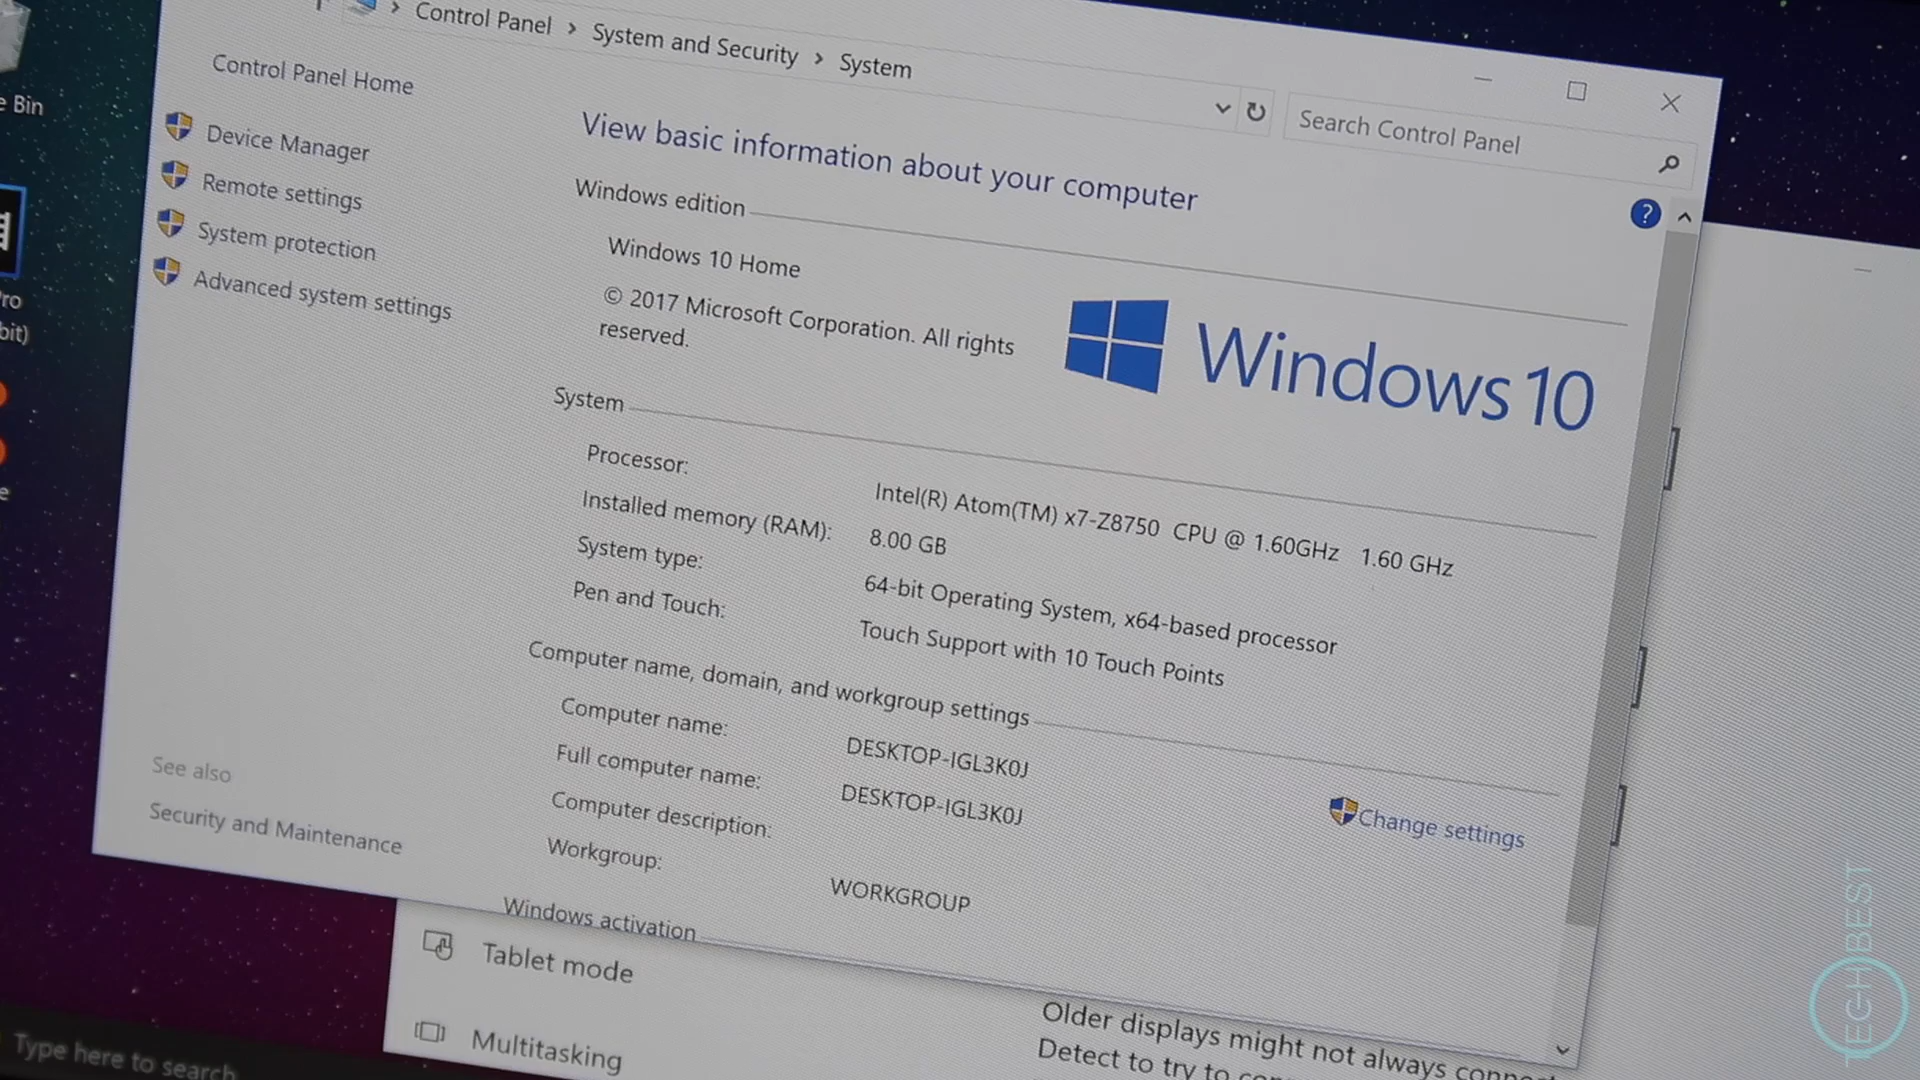 Control Panel > System and Security > System
Search Control Panel
e Bin
ro
bit)
e
Control Panel Home
Device Manager
Remote settings
System protection
Advanced system settings
See also
Security and Maintenance
View basic information about your computer
Windows edition
Windows 10 Home
© 2017 Microsoft Corporation. All rights
reserved.
Windows 10
System
Processor: Intel(R) Atom(TM) x7-Z8750 CPU @ 1.60GHz 1.60 GHz
Installed memory (RAM): 8.00 GB
System type: 64-bit Operating System, x64-based processor
Pen and Touch: Touch Support with 10 Touch Points
Computer name, domain, and workgroup settings
Computer name: DESKTOP-IGL3K0J
Full computer name: DESKTOP-IGL3K0J
Change settings
Computer description:
Workgroup: WORKGROUP
Windows activation
Tablet mode
Multitasking
Older displays might not always
Detect to try to
Type here to search
TECHBEST